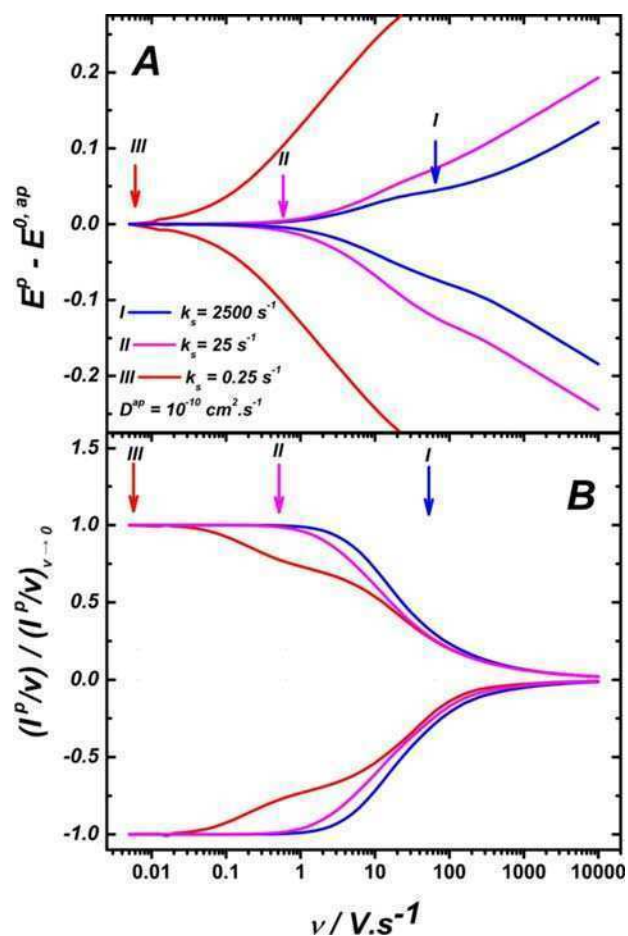 A
0.2
0.1
0.0
-0.1
-0.2
E^p - E^{0, ap}
III
II
I
I k_s = 2500 s^{-1}
II k_s = 25 s^{-1}
III k_s = 0.25 s^{-1}
D^{ap} = 10^{-10} cm^2.s^{-1}
B
III
II
I
1.5
1.0
0.5
0.0
-0.5
-1.0
(I^p/v) / (I^p/v)_{v → 0}
0.01 0.1 1 10 100 1000 10000
ν / V.s^{-1}